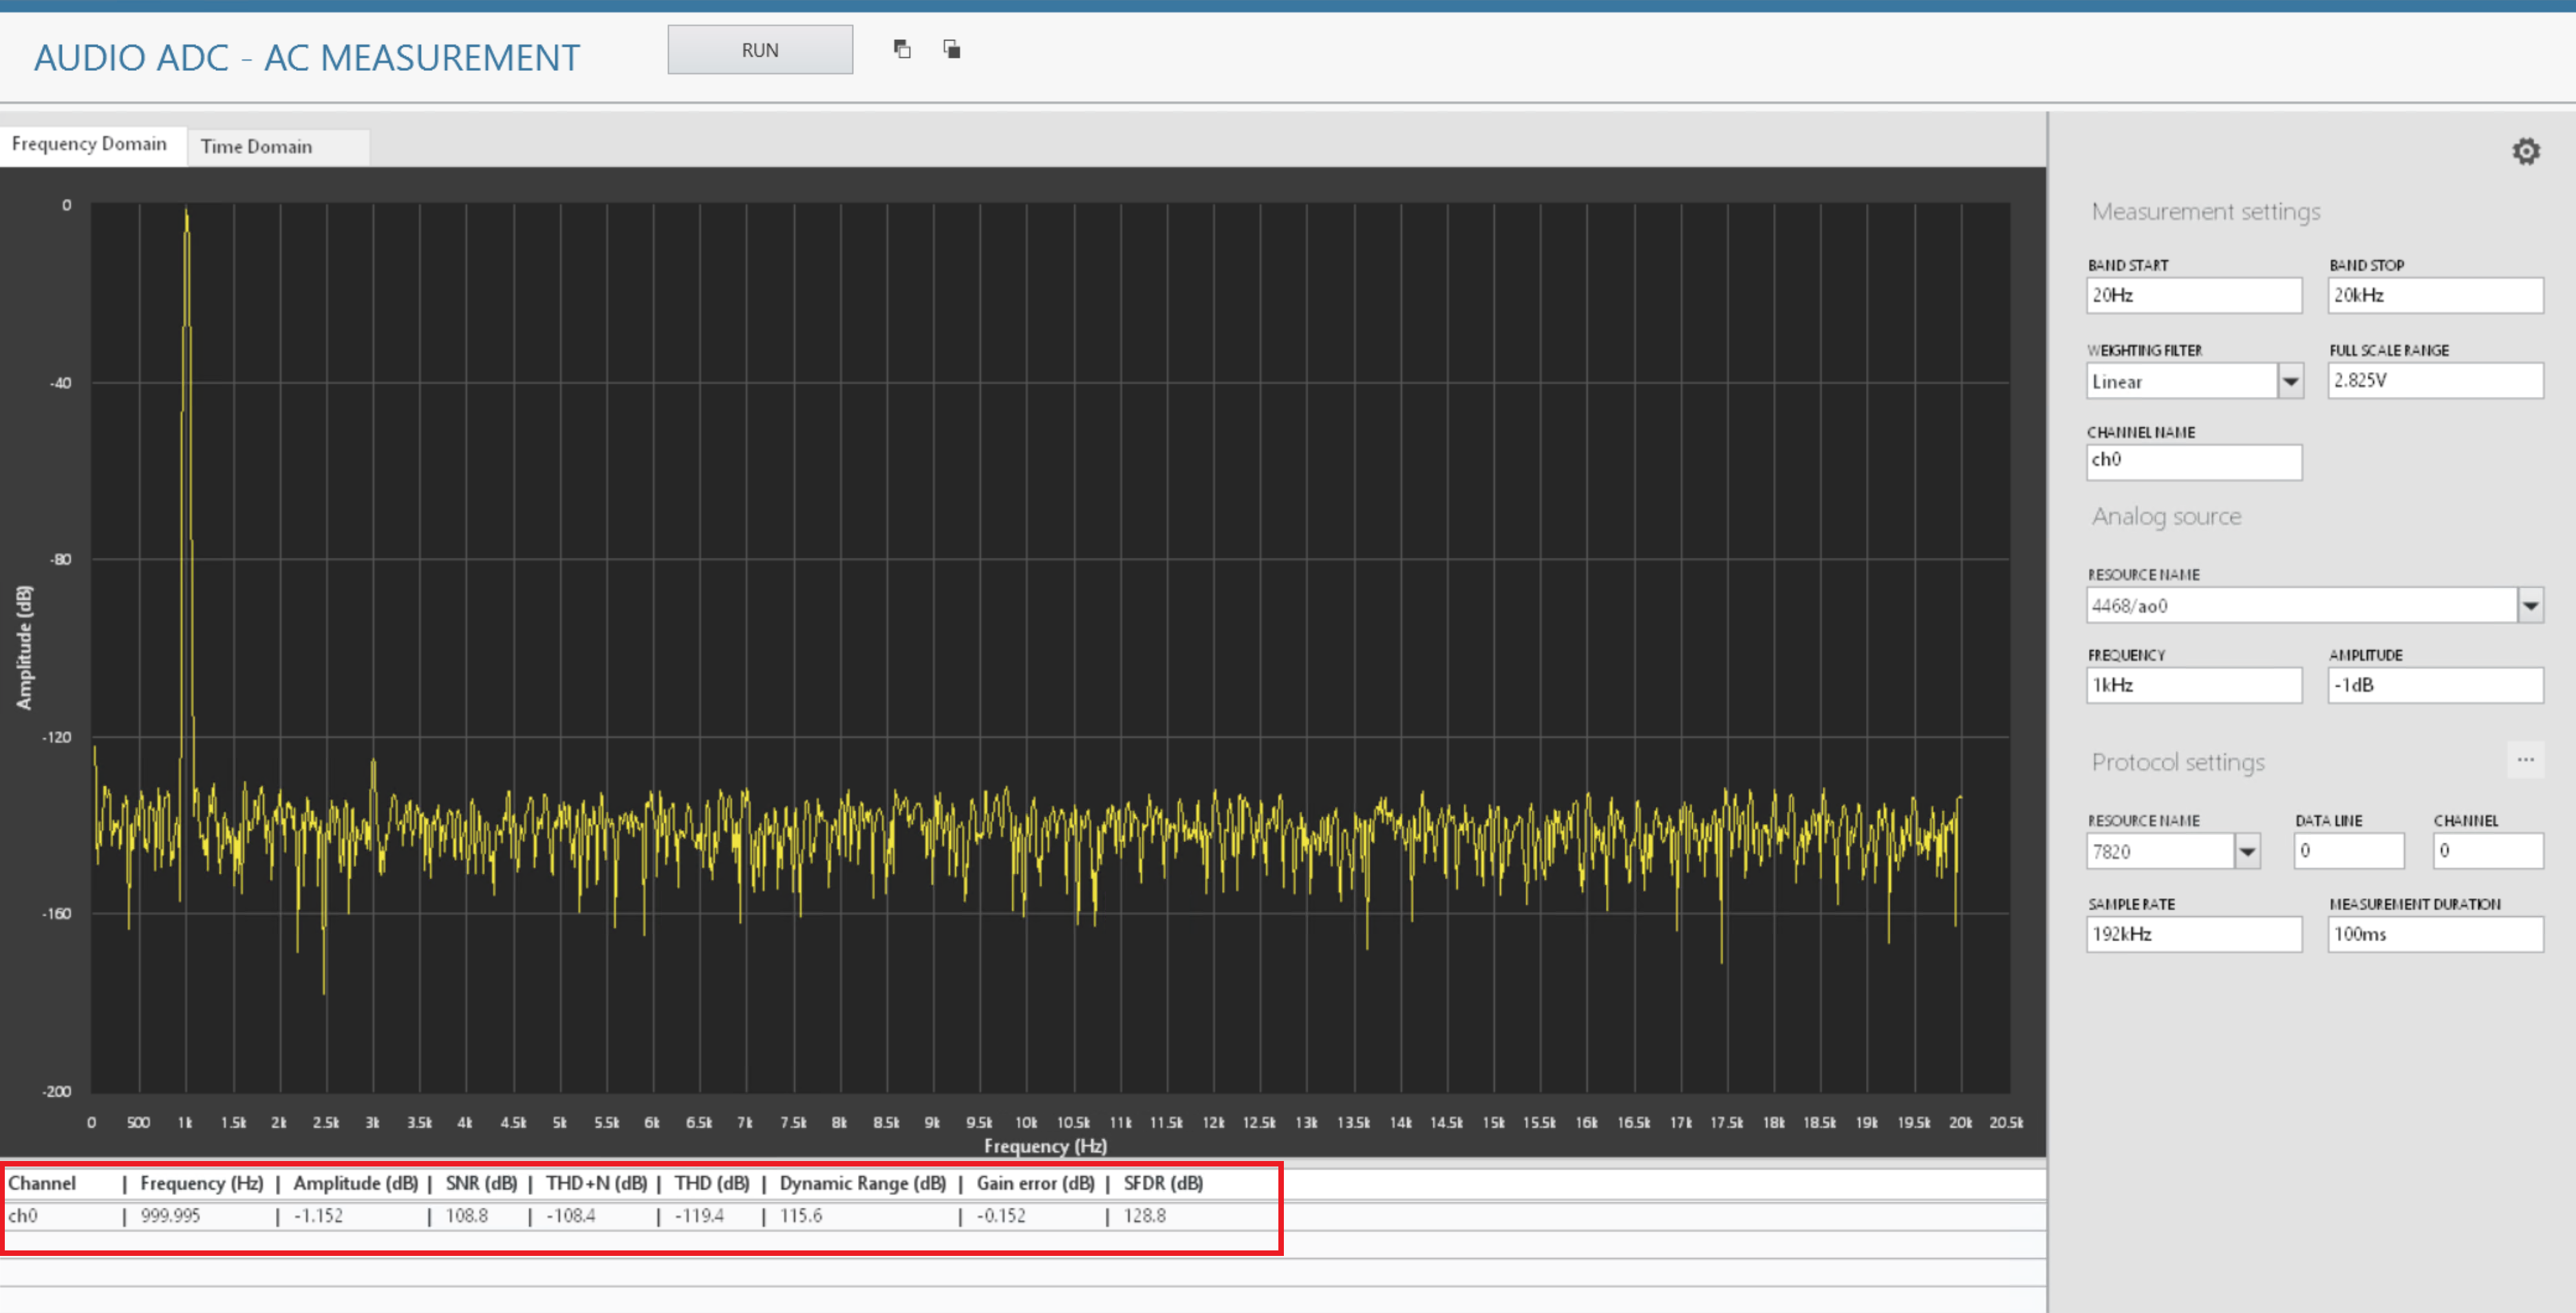 AUDIO ADC - AC MEASUREMENT
RUN
Frequency Domain
Time Domain
0
-40
-80
-120
-160
-200
Amplitude (dB)
0 500 1k 1.5k 2k 2.5k 3k 3.5k 4k 4.5k 5k 5.5k 6k 6.5k 7k 7.5k 8k 8.5k 9k 9.5k 10k 10.5k 11k 11.5k 12k 12.5k 13k 13.5k 14k 14.5k 15k 15.5k 16k 16.5k 17k 17.5k 18k 18.5k 19k 19.5k 20k 20.5k
Frequency (Hz)
Channel | Frequency (Hz) | Amplitude (dB) | SNR (dB) | THD+N (dB) | THD (dB) | Dynamic Range (dB) | Gain error (dB) | SFDR (dB)
ch0 | 999.995 | -1.152 | 108.8 | -108.4 | -119.4 | 115.6 | -0.152 | 128.8
Measurement settings
BAND START BAND STOP
20Hz 20kHz
WEIGHTING FILTER FULL SCALE RANGE
Linear 2.825V
CHANNEL NAME
ch0
Analog source
RESOURCE NAME
4468/ao0
FREQUENCY AMPLITUDE
1kHz -1dB
Protocol settings
...
RESOURCE NAME DATA LINE CHANNEL
7820 0 0
SAMPLE RATE MEASUREMENT DURATION
192kHz 100ms